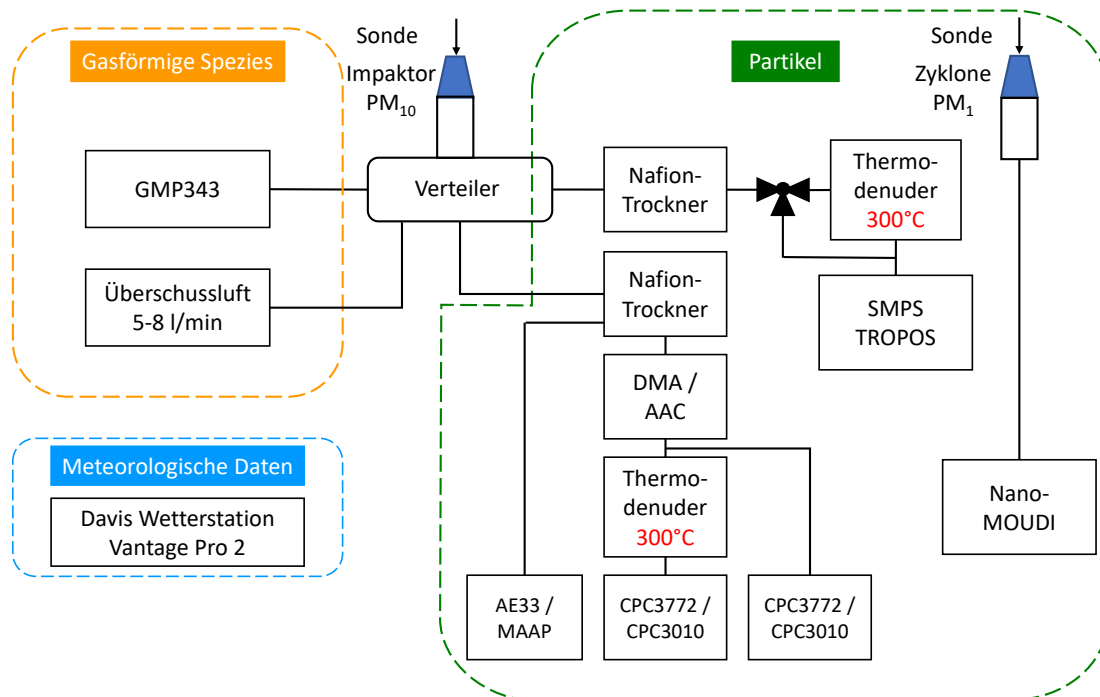 Gasförmige Spezies
Sonde
Impaktor
PM10
Partikel
Sonde
Zyklone
PM1
GMP343
Verteiler
Nafion-
Trockner
Thermo-
denuder
300°C
Überschussluft
5-8 l/min
Nafion-
Trockner
SMPS
TROPOS
DMA /
AAC
Meteorologische Daten
Davis Wetterstation
Vantage Pro 2
Thermo-
denuder
300°C
Nano-
MOUDI
AE33 /
MAAP
CPC3772 /
CPC3010
CPC3772 /
CPC3010